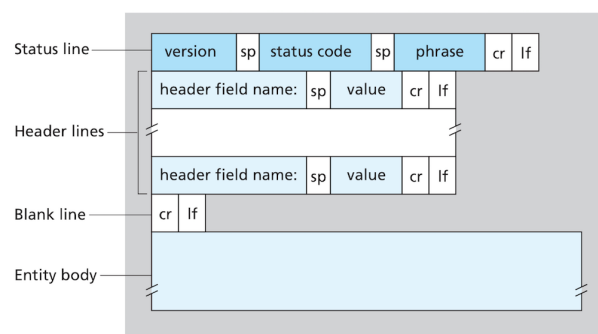 Status line version sp status code sp phrase cr lf
header field name: sp value cr lf
Header lines
header field name: sp value cr lf
Blank line cr lf
Entity body